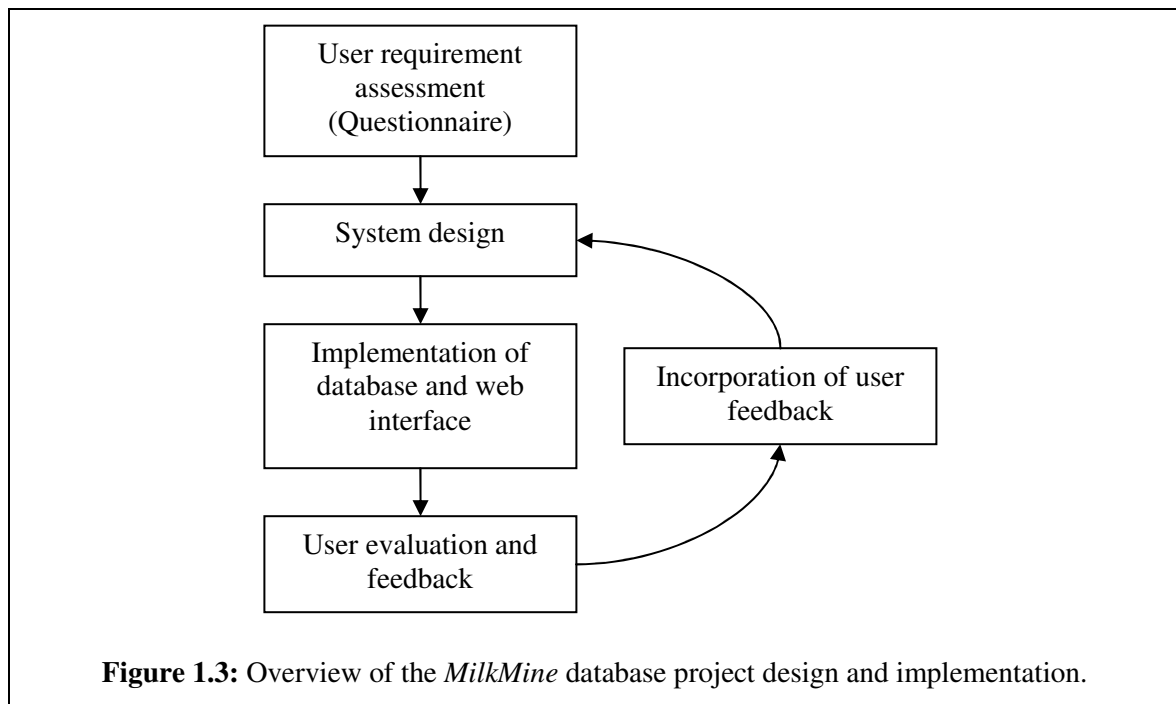 User requirement
assessment
(Questionnaire)
System design
Implementation of
database and web
interface
Incorporation of user
feedback
User evaluation and
feedback
Figure 1.3: Overview of the MilkMine database project design and implementation.